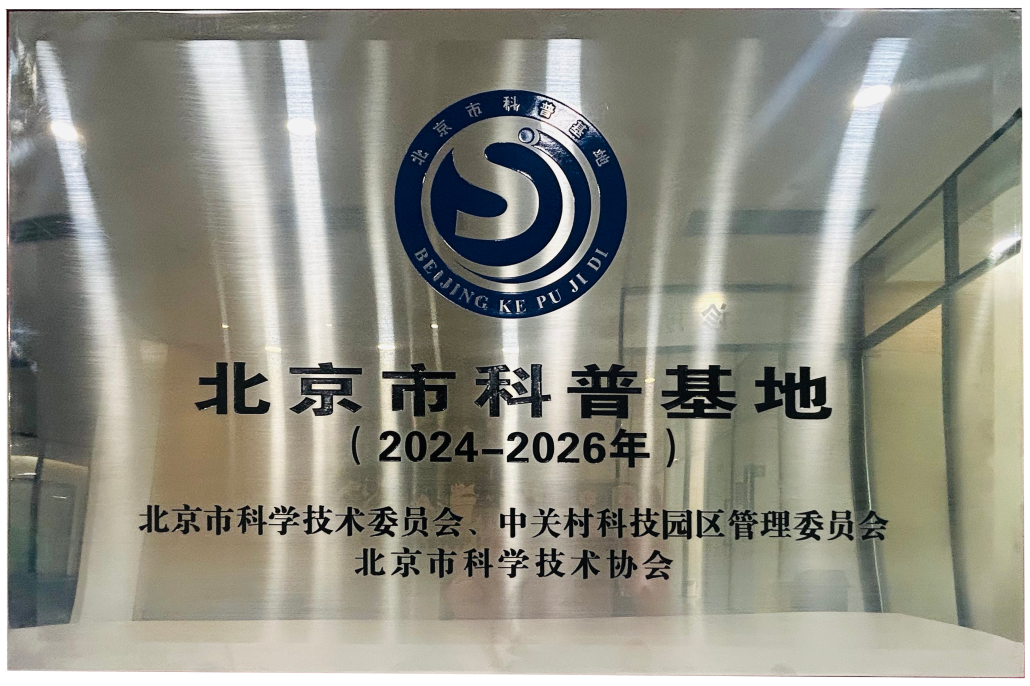 北京市科普基地
BEIJING KE PU JI DI
北京市科普基地
（2024-2026年）
北京市科学技术委员会、中关村科技园区管理委员会
北京市科学技术协会